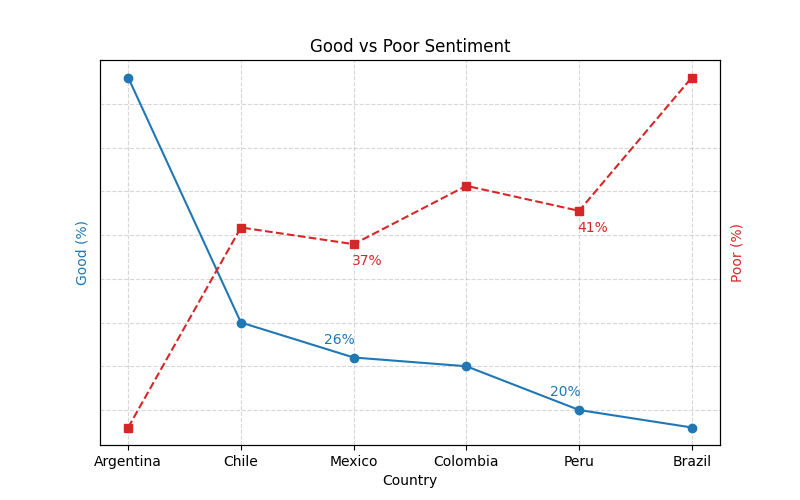 Good vs Poor Sentiment
Good (%)
Poor (%)
41%
37%
26%
20%
Argentina Chile Mexico Colombia Peru Brazil
Country